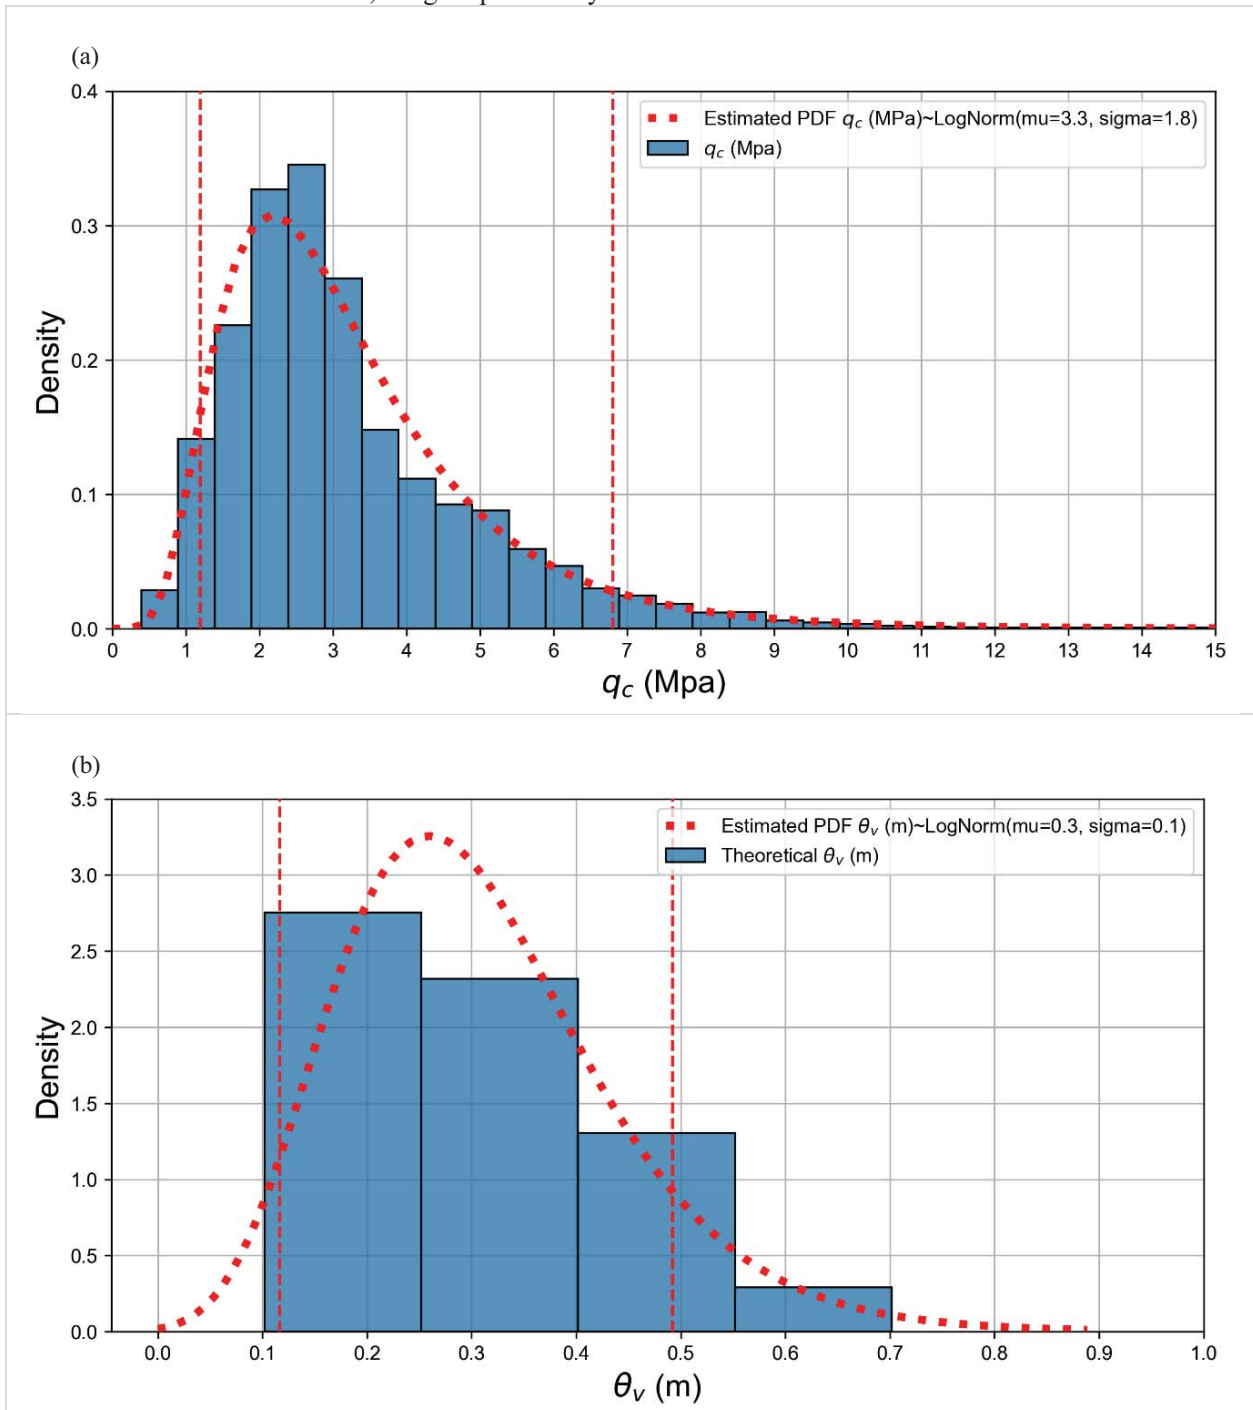 (a)
0.4
0.3
0.2
0.1
0.0
Density
Estimated PDF q_c (MPa)~LogNorm(mu=3.3, sigma=1.8)
q_c (Mpa)
0 1 2 3 4 5 6 7 8 9 10 11 12 13 14 15
q_c (Mpa)
(b)
3.5
3.0
2.5
2.0
1.5
1.0
0.5
0.0
Density
Estimated PDF θ_v (m)~LogNorm(mu=0.3, sigma=0.1)
Theoretical θ_v (m)
0.0 0.1 0.2 0.3 0.4 0.5 0.6 0.7 0.8 0.9 1.0
θ_v (m)